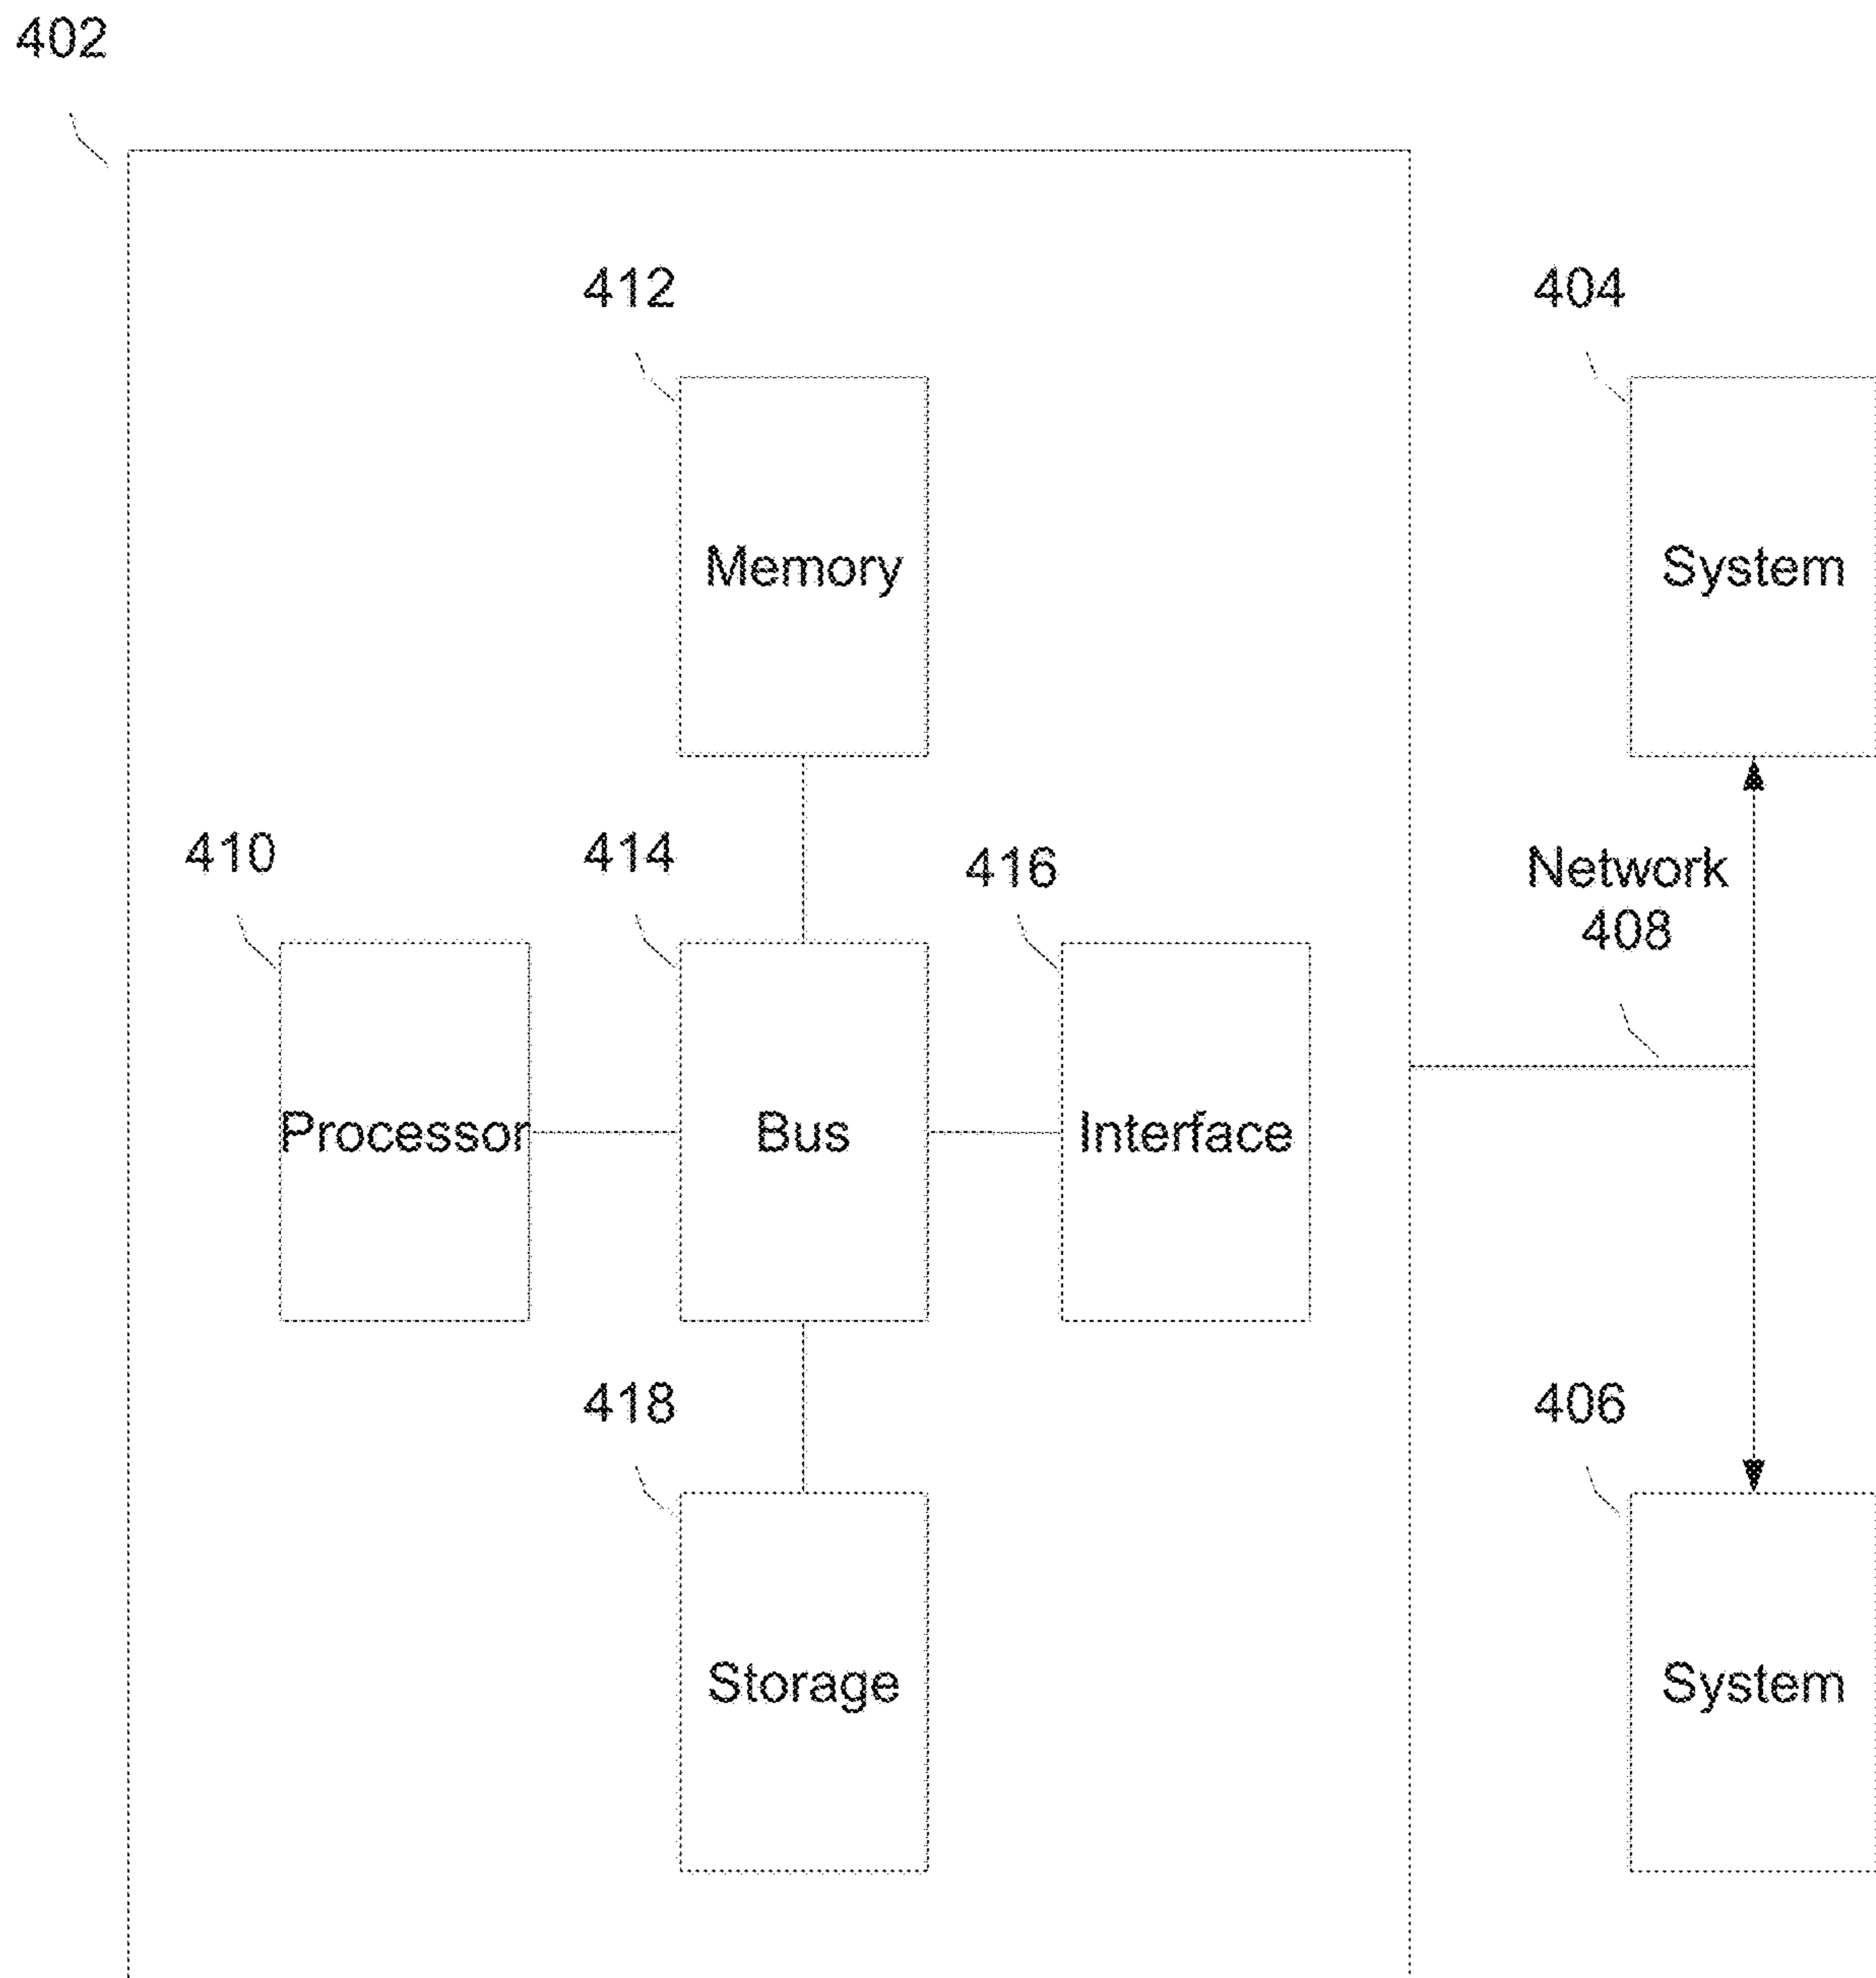 402
412
404
Memory
System
410
414
416
Network
408
Processor
Bus
Interface
418
406
Storage
System